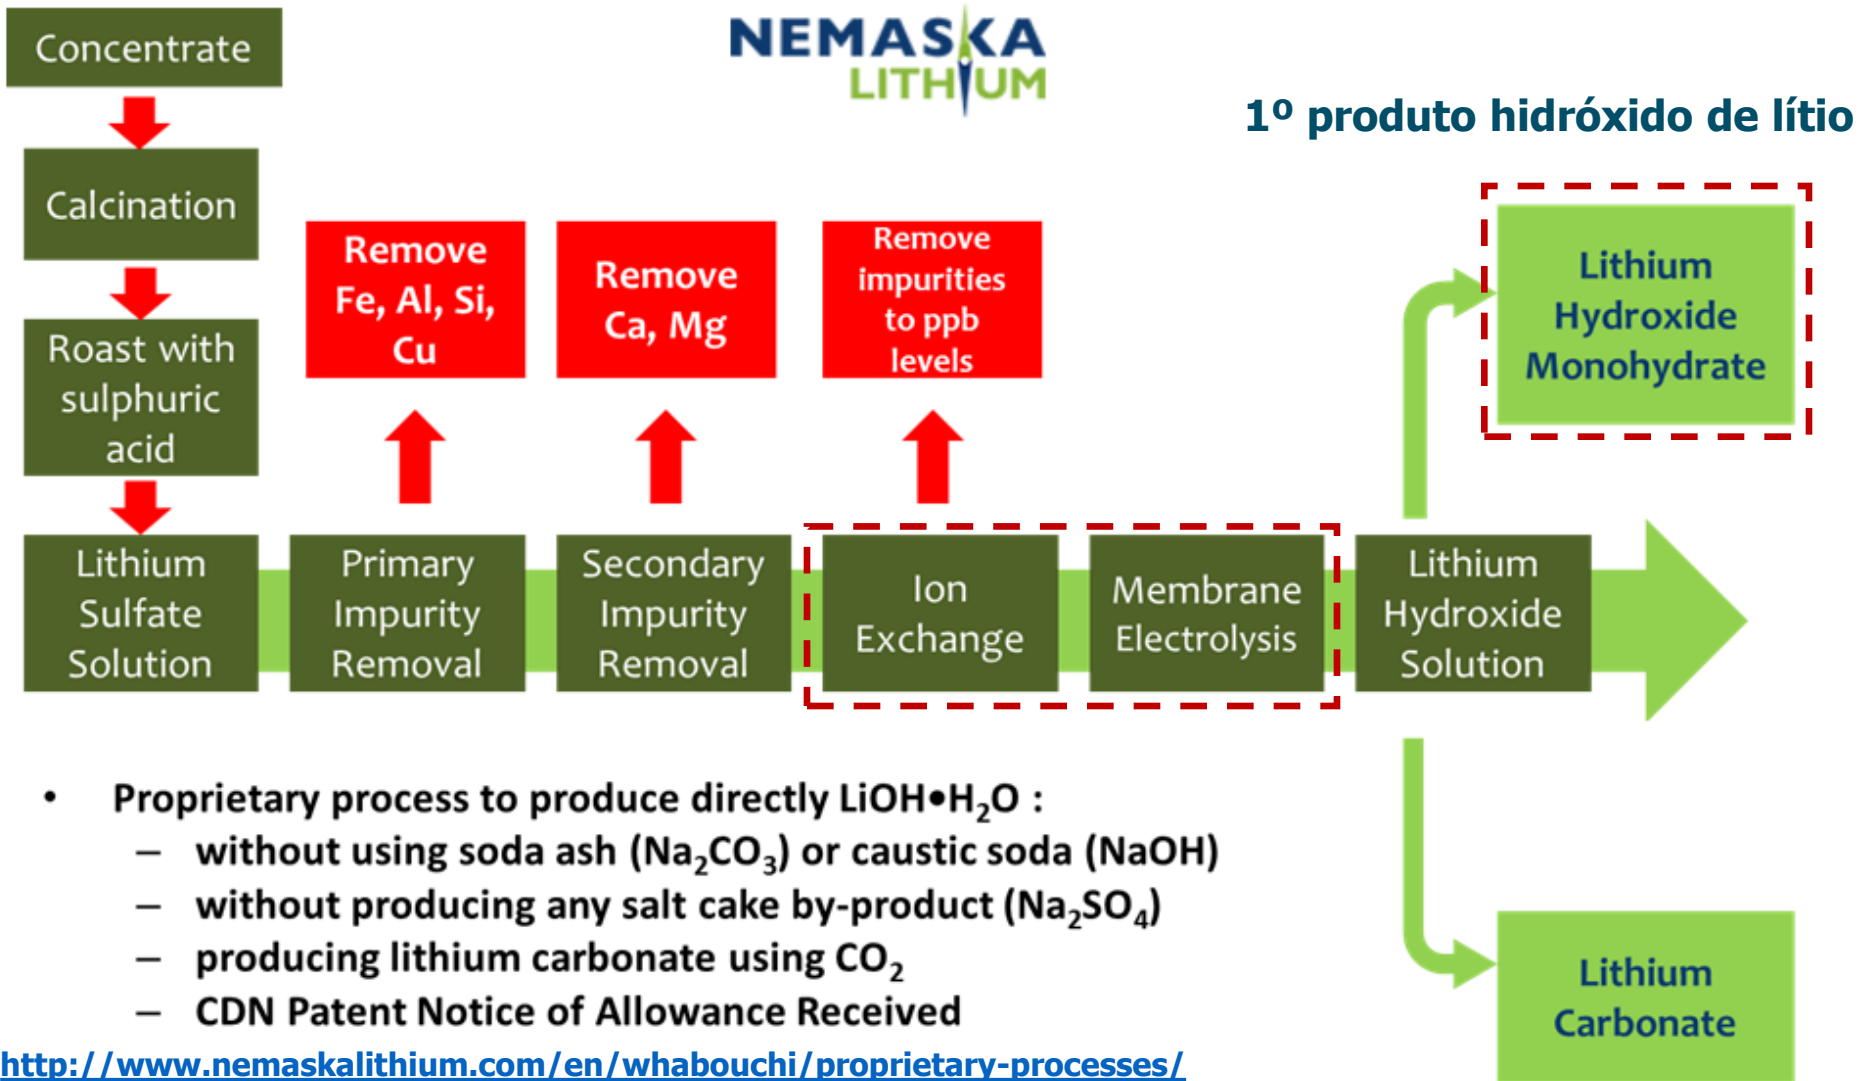 Concentrate
NEMASKA
LITHIUM
1º produto hidróxido de lítio
Calcination
Roast with
sulphuric
acid
Remove
Fe, Al, Si,
Cu
Remove
Ca, Mg
Remove
impurities
to ppb
levels
Lithium
Hydroxide
Monohydrate
Lithium
Sulfate
Solution
Primary
Impurity
Removal
Secondary
Impurity
Removal
Ion
Exchange
Membrane
Electrolysis
Lithium
Hydroxide
Solution
• Proprietary process to produce directly LiOH•H₂O :
– without using soda ash (Na₂CO₃) or caustic soda (NaOH)
– without producing any salt cake by-product (Na₂SO₄)
– producing lithium carbonate using CO₂
– CDN Patent Notice of Allowance Received
Lithium
Carbonate
http://www.nemaskalithium.com/en/whabouchi/proprietary-processes/